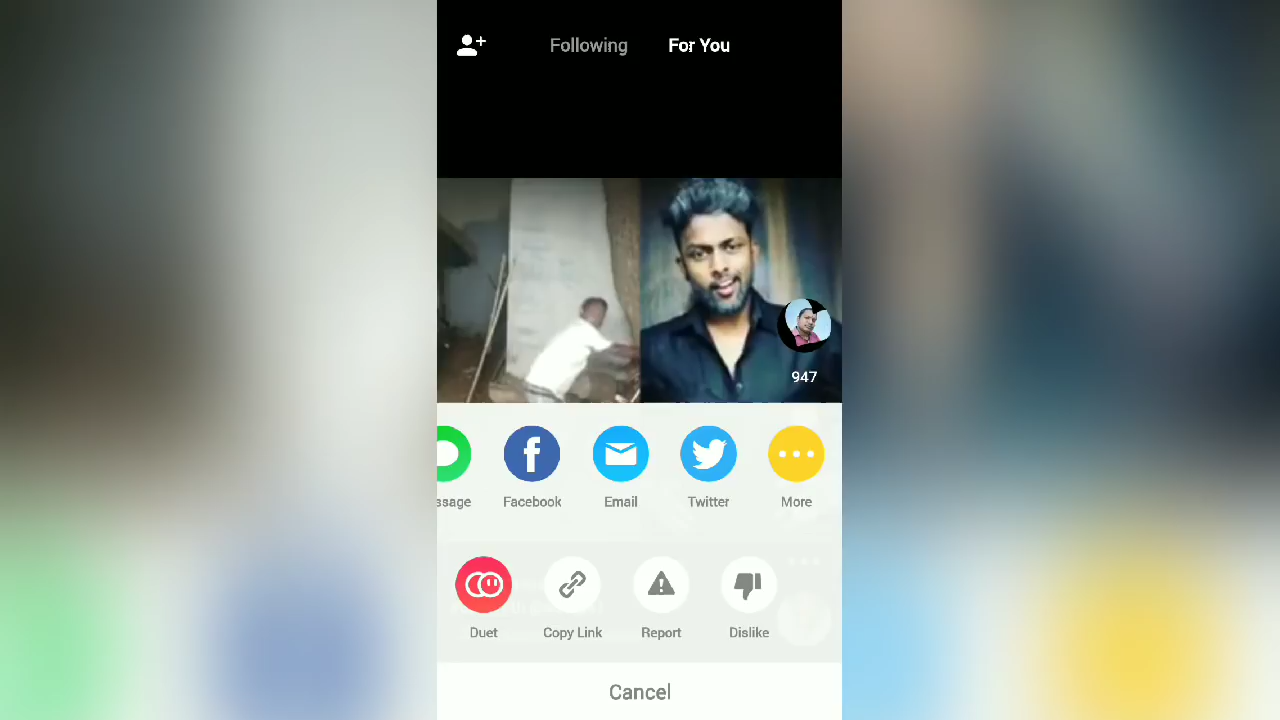 Following For You
947
ssage Facebook Email Twitter More
Duet Copy Link Report Dislike
Cancel